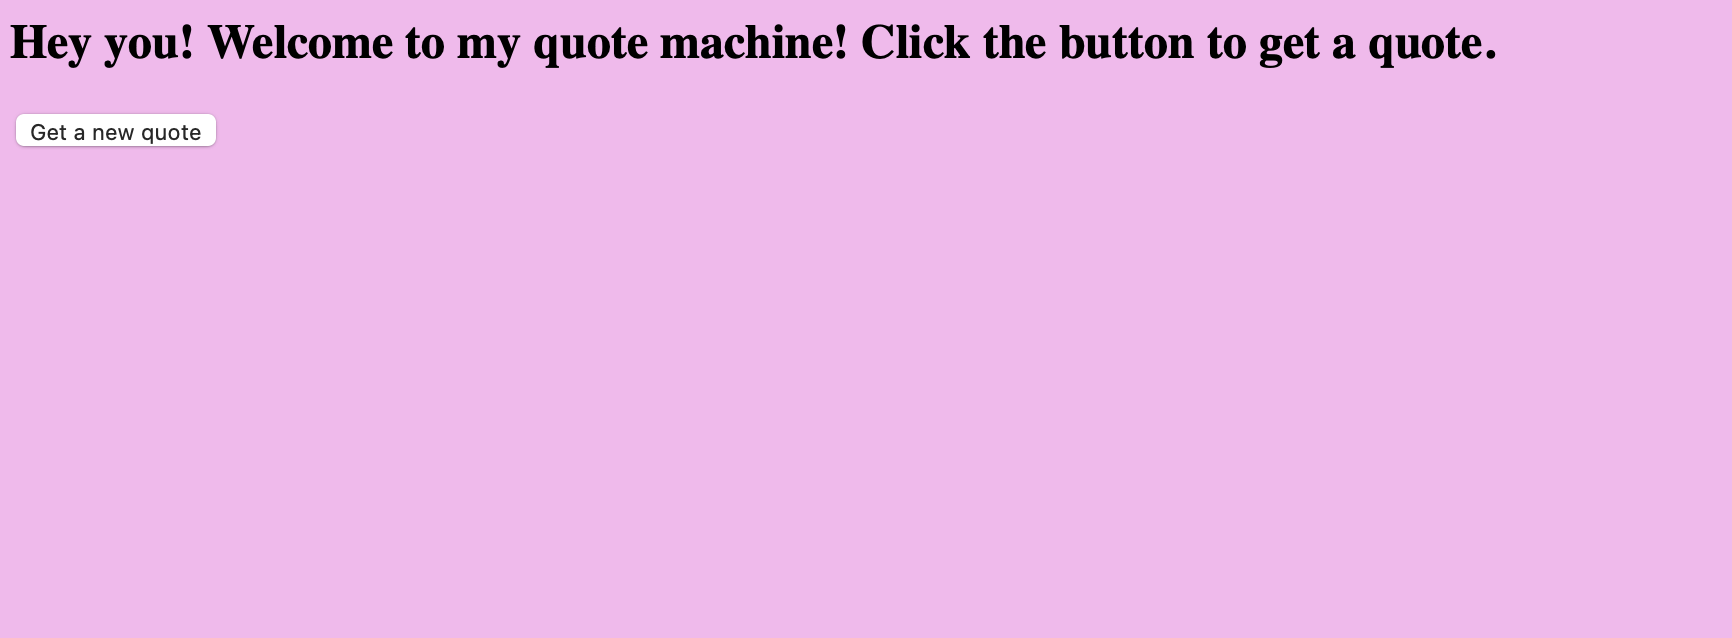 Hey you! Welcome to my quote machine! Click the button to get a quote.
Get a new quote